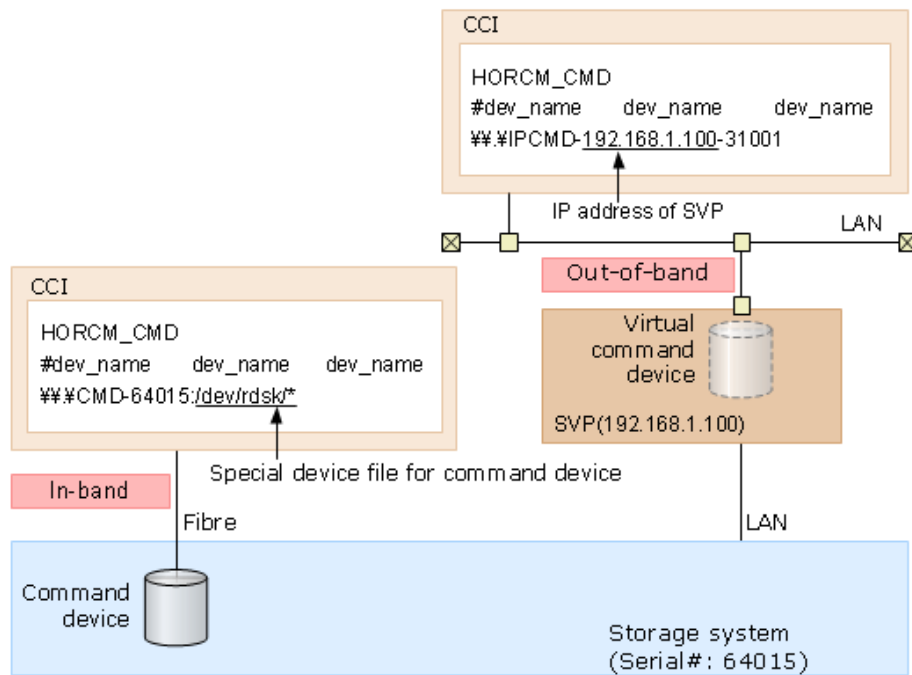 CCI
HORCM_CMD
#dev_name dev_name dev_name
¥¥.¥IPCMD-192.168.1.100-31001
IP address of SVP
LAN
Out-of-band
CCI
HORCM_CMD
#dev_name dev_name dev_name
¥¥.¥CMD-64015:/dev/rdsk/*
Special device file for command device
In-band
Fibre
Virtual
command
device
SVP(192.168.1.100)
LAN
Command
device
Storage system
(Serial#: 64015)